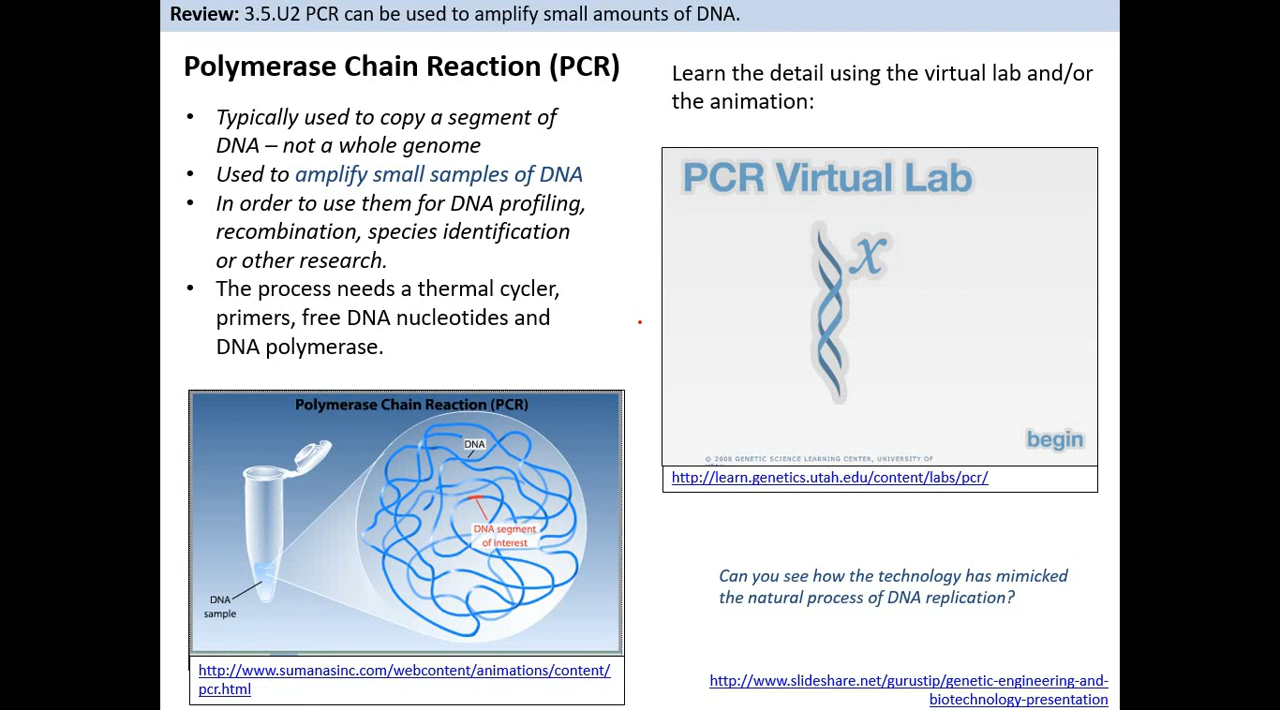 Review: 3.5.U2 PCR can be used to amplify small amounts of DNA.
Polymerase Chain Reaction (PCR)
• Typically used to copy a segment of
DNA – not a whole genome
• Used to amplify small samples of DNA
• In order to use them for DNA profiling,
recombination, species identification
or other research.
• The process needs a thermal cycler,
primers, free DNA nucleotides and
DNA polymerase.
Polymerase Chain Reaction (PCR)
DNA
DNA segment
of interest
DNA
sample
http://www.sumanasinc.com/webcontent/animations/content/
pcr.html
Learn the detail using the virtual lab and/or
the animation:
PCR Virtual Lab
x
begin
© 2008 GENETIC SCIENCE LEARNING CENTER, UNIVERSITY OF
http://learn.genetics.utah.edu/content/labs/pcr/
Can you see how the technology has mimicked
the natural process of DNA replication?
http://www.slideshare.net/gurustip/genetic-engineering-and-
biotechnology-presentation